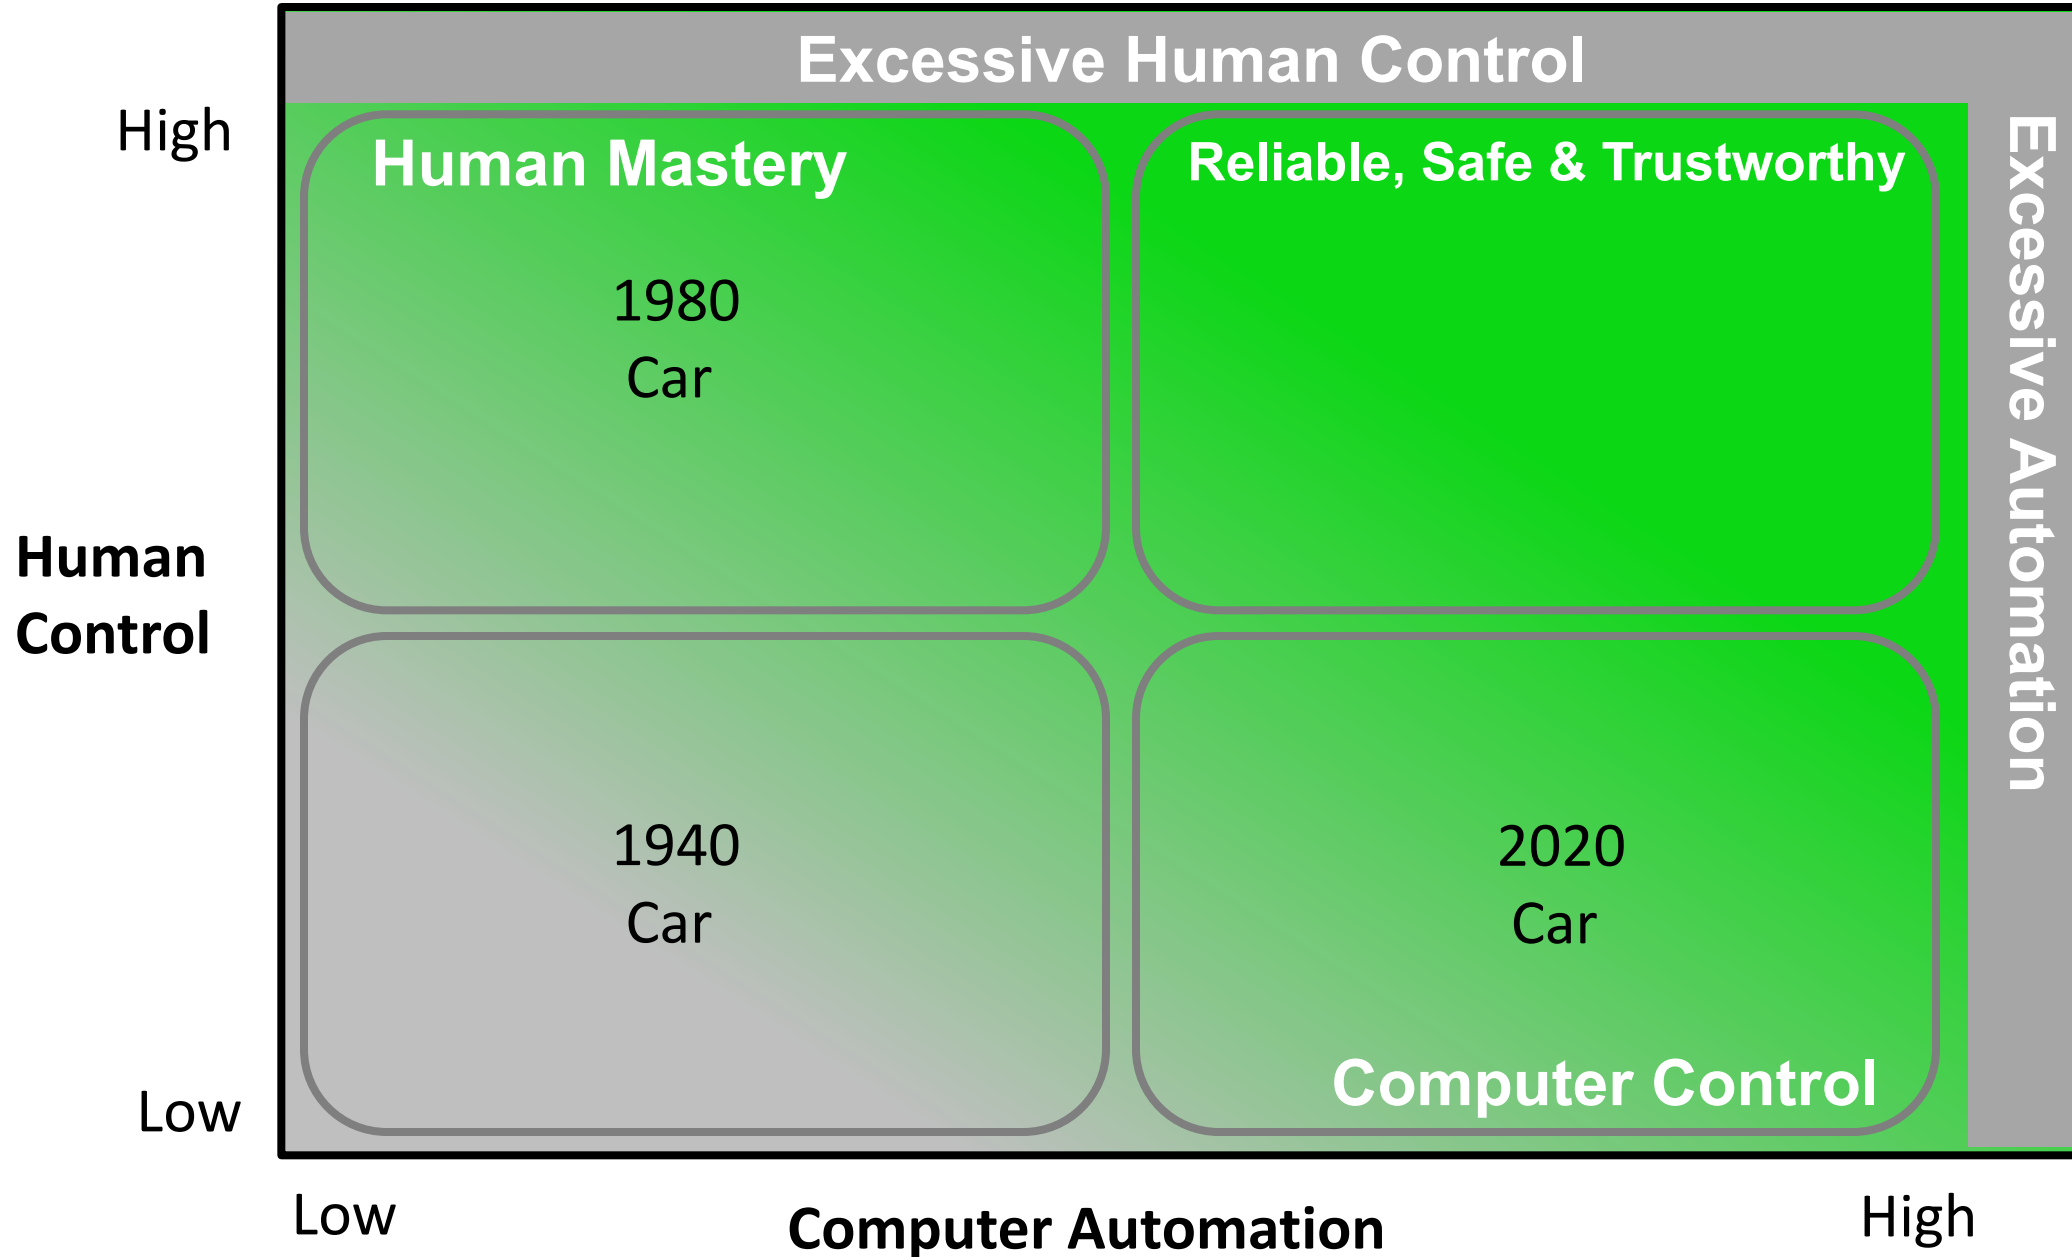 Excessive Human Control
High
Human Mastery
Reliable, Safe & Trustworthy
Excessive Automation
1980
Car
Human
Control
1940
Car
2020
Car
Computer Control
Low
Low
Computer Automation
High